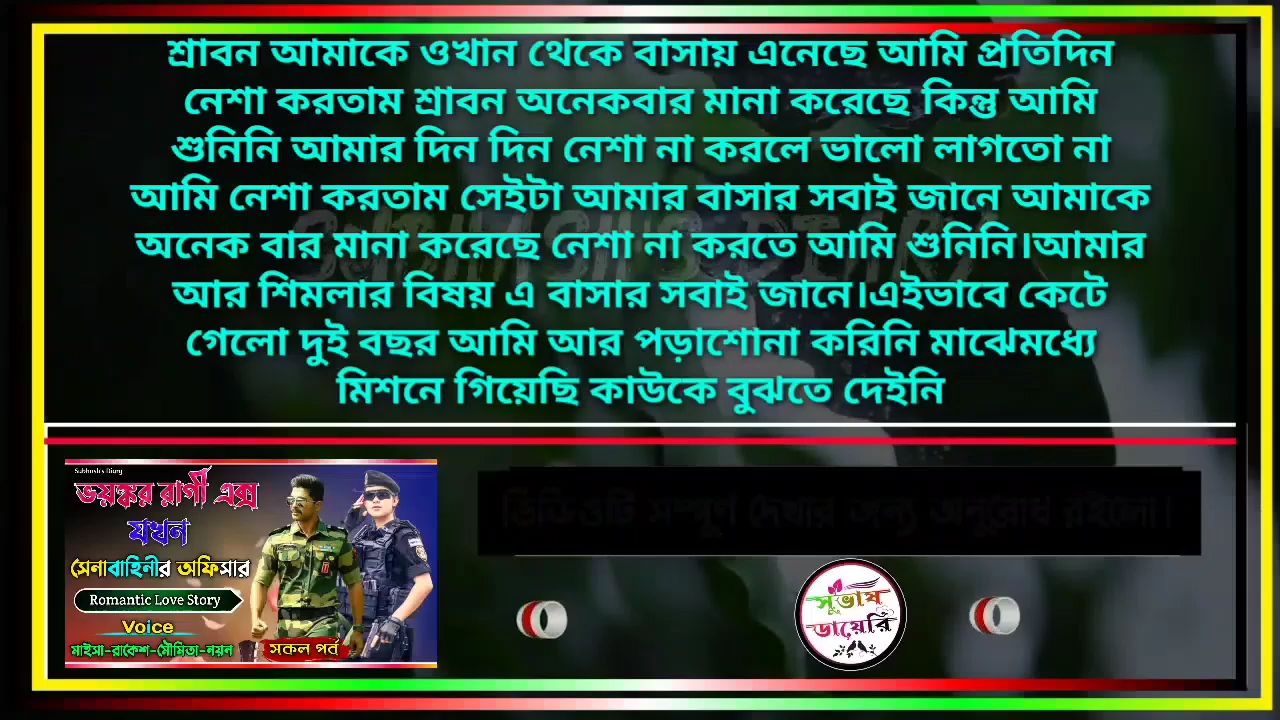 শ্রাবন আমাকে ওখান থেকে বাসায় এনেছে আমি প্রতিদিন
নেশা করতাম শ্রাবন অনেকবার মানা করেছে কিন্তু আমি
শুনিনি আমার দিন দিন নেশা না করলে ভালো লাগতো না
আমি নেশা করতাম সেইটা আমার বাসার সবাই জানে আমাকে
অনেক বার মানা করেছে নেশা না করতে আমি শুনিনি।আমার
আর শিমলার বিষয় এ বাসার সবাই জানে।এইভাবে কেটে
গেলো দুই বছর আমি আর পড়াশোনা করিনি মাঝেমধ্যে
মিশনে গিয়েছি কাউকে বুঝতে দেইনি
Subhash's Diary
ভয়ঙ্কর রাগী এক্স
যখন
সেনাবাহিনীর অফিসার
Romantic Love Story
Voice
মাইসা-রাকেশ-মৌমিতা-নয়ন
সকল পর্ব
সুভাষ
ডায়েরি